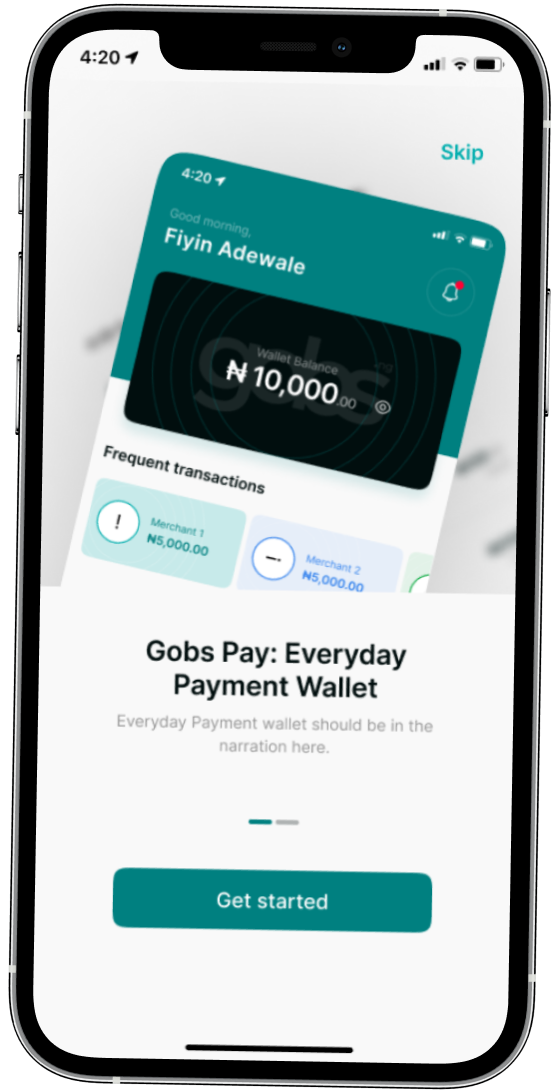 4:20
Skip
4:20
Good morning,
Fiyin Adewale
gobs
Wallet Balance
₦ 10,000.00
Frequent transactions
!
Merchant 1
₦5,000.00
Merchant 2
₦5,000.00
Gobs Pay: Everyday
Payment Wallet
Everyday Payment wallet should be in the
narration here.
Get started